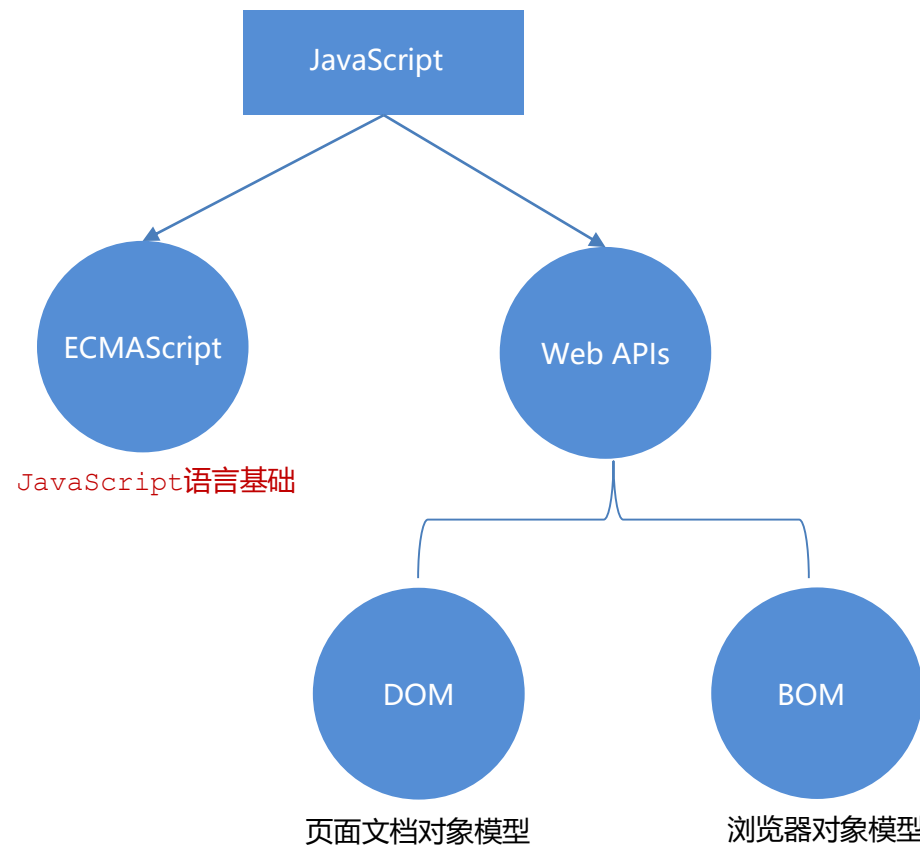 JavaScript
ECMAScript
Web APIs
JavaScript语言基础
DOM
BOM
页面文档对象模型
浏览器对象模型